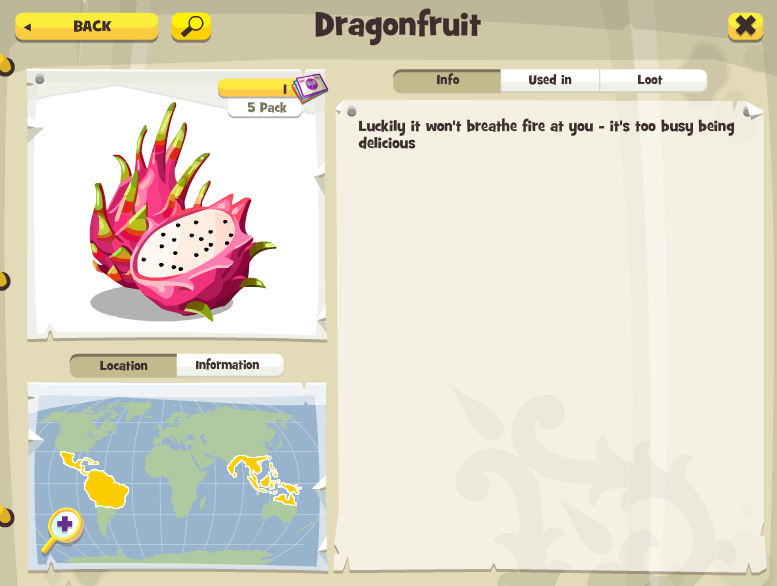 BACK
Dragonfruit
1
5 Pack
Info
Used in
Loot
Luckily it won't breathe fire at you - it's too busy being
delicious
Location
Information